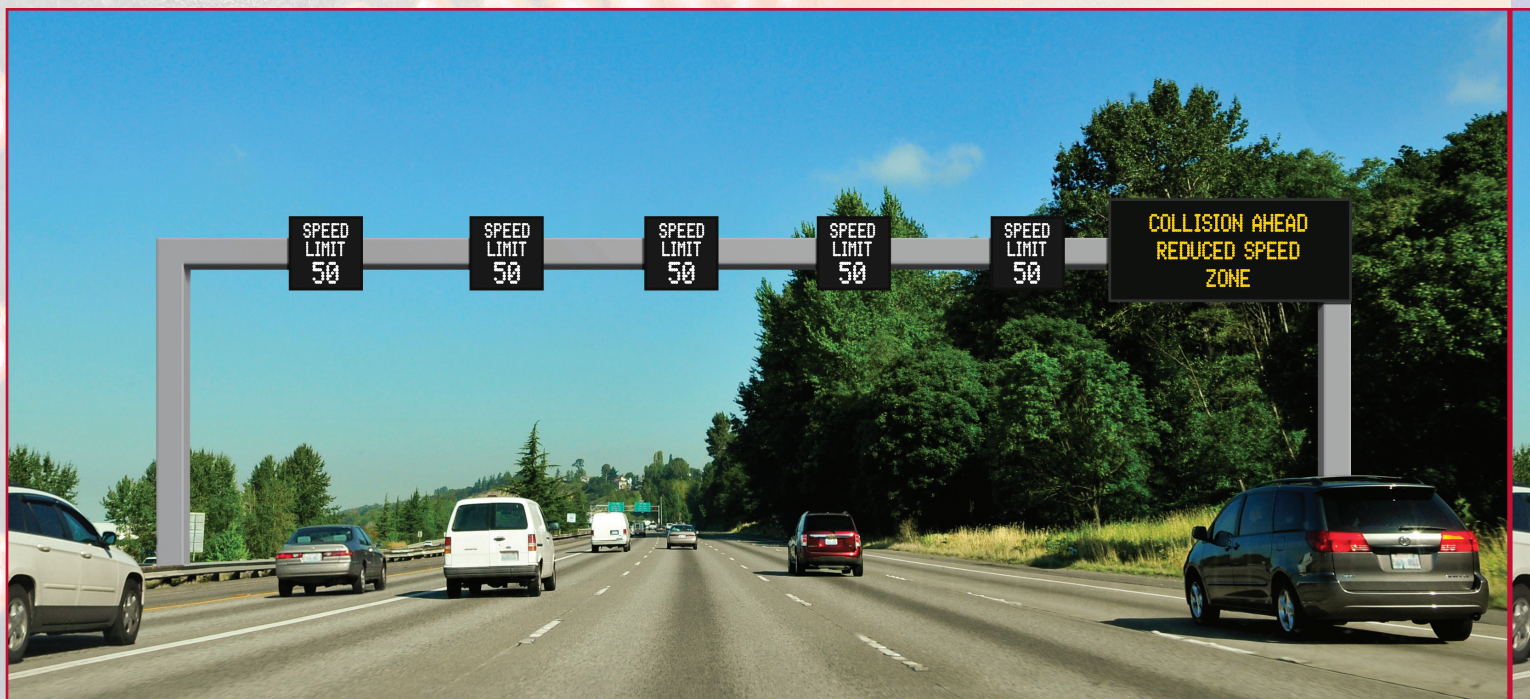 SPEED
LIMIT
50
SPEED
LIMIT
50
SPEED
LIMIT
50
SPEED
LIMIT
50
SPEED
LIMIT
50
COLLISION AHEAD
REDUCED SPEED
ZONE